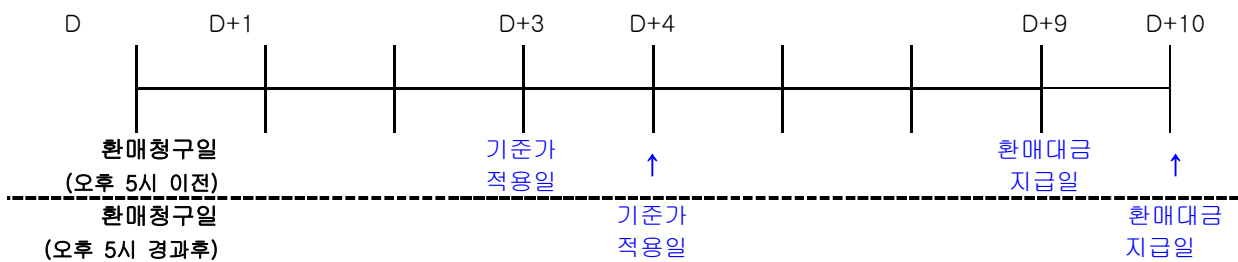 D D+1 D+3 D+4 D+9 D+10
환매청구일 기준가 ↑ 환매대금 ↑
(오후 5시 이전) 적용일 지급일
환매청구일 기준가 환매대금
(오후 5시 경과후) 적용일 지급일